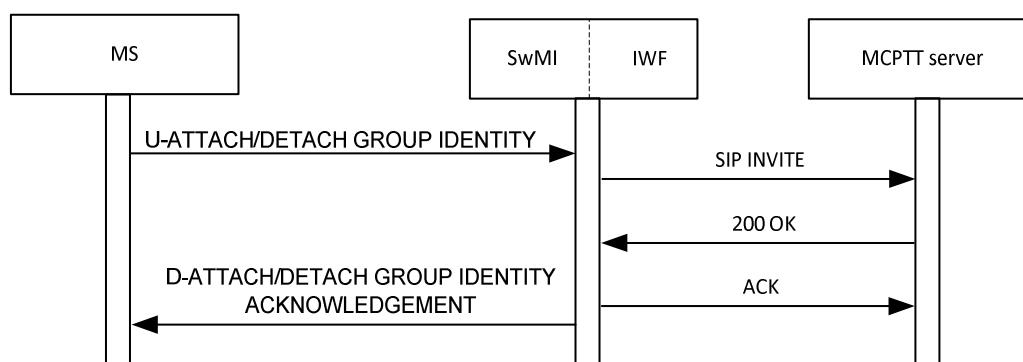 MS
SwMI
IWF
MCPTT server
U-ATTACH/DETACH GROUP IDENTITY
SIP INVITE
200 OK
D-ATTACH/DETACH GROUP IDENTITY
ACKNOWLEDGEMENT
ACK